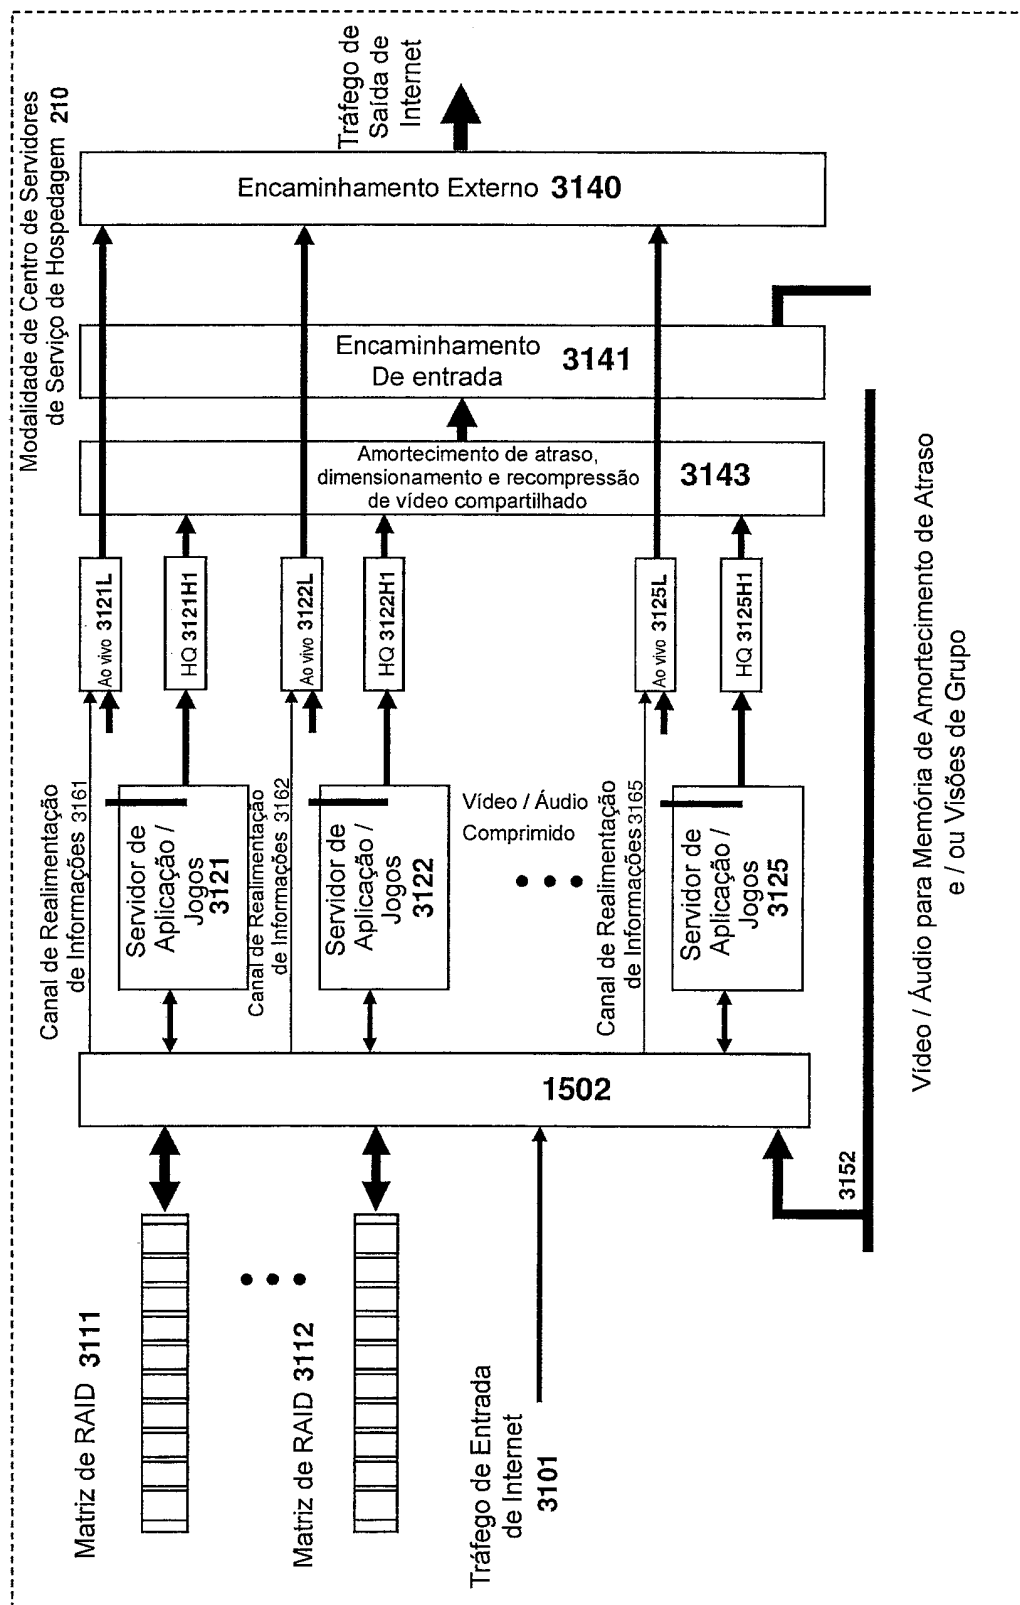 Modalidade de Centro de Servidores
de Serviço de Hospedagem 210
Tráfego de
Saída de
Internet
Encaminhamento Externo 3140
Encaminhamento
De entrada
3141
Amortecimento de atraso,
dimensionamento e recompressão
de vídeo compartilhado
3143
Ao vivo 3121L
HQ 3121H1
Ao vivo 3122L
HQ 3122H1
Ao vivo 3125L
HQ 3125H1
Canal de Realimentação
de Informações 3161
Servidor de
Aplicação /
Jogos
3121
Canal de Realimentação
de Informações 3162
Servidor de
Aplicação /
Jogos
3122
Vídeo / Áudio
Comprimido
Canal de Realimentação
de Informações 3165
Servidor de
Aplicação /
Jogos
3125
1502
Matriz de RAID 3111
Matriz de RAID 3112
Tráfego de Entrada
de Internet
3101
3152
Vídeo / Áudio para Memória de Amortecimento de Atraso
e / ou Visões de Grupo